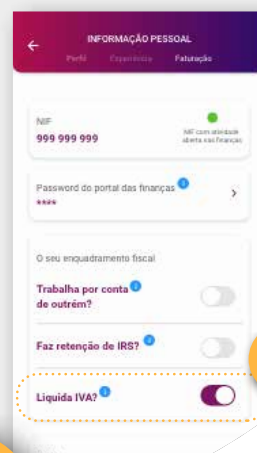 INFORMAÇÃO PESSOAL
Perfil Experiência Faturação
NIF
999 999 999
NIF com atividade
aberta nas finanças
Password do portal das finanças
****
O seu enquadramento fiscal
Trabalha por conta
de outrém?
Faz retenção de IRS?
Liquida IVA?